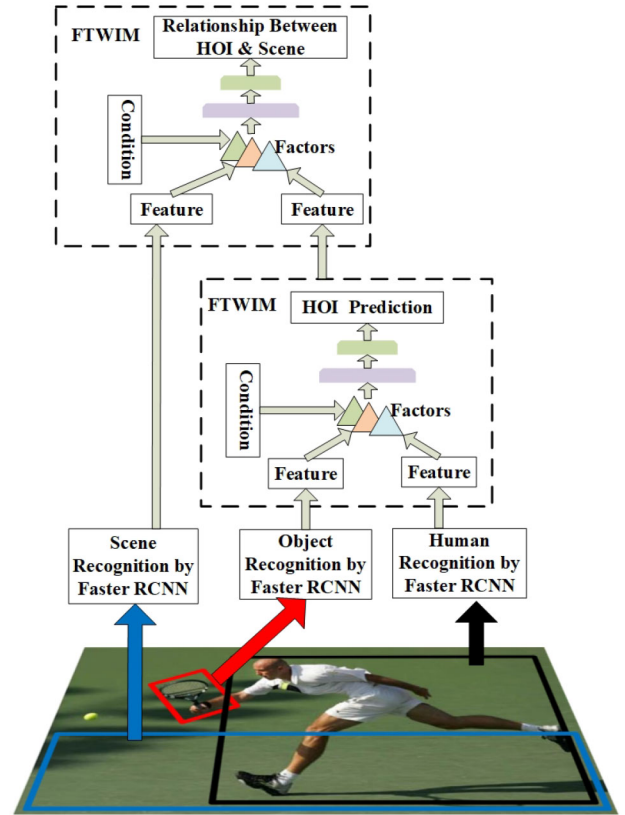 FTWIM
Relationship Between
HOI & Scene
Condition
Factors
Feature
Feature
FTWIM
HOI Prediction
Condition
Factors
Feature
Feature
Scene
Recognition by
Faster RCNN
Object
Recognition by
Faster RCNN
Human
Recognition by
Faster RCNN